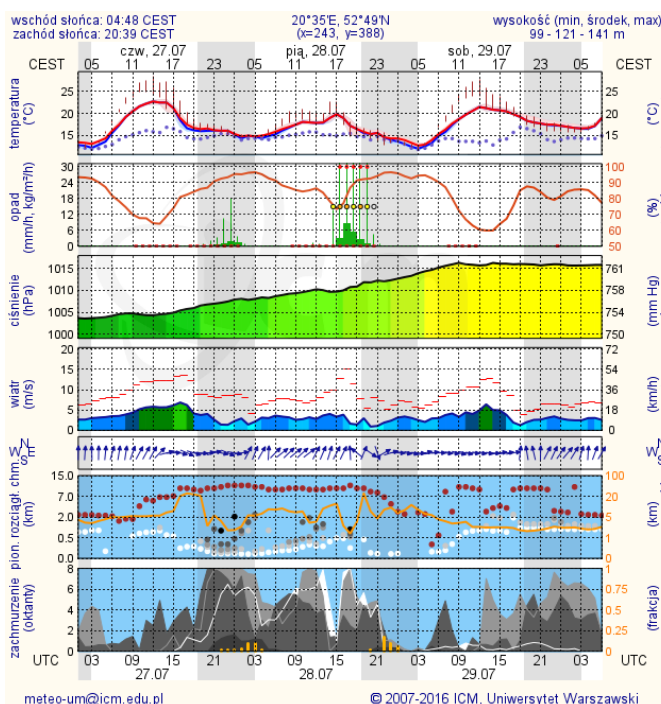 wschód słońca: 04:48 CEST 20°35'E, 52°49'N wysokość (min, środek, max)
zachód słońca: 20:39 CEST (x=243, y=388) 99 - 121 - 141 m
czw, 27.07 pią, 28.07 sob, 29.07
CEST 05 11 17 23 05 11 17 23 05 11 17 23 05 CEST
temperatura (°C)
25 25
20 20
15 15
(°C)
opad (mm/h, kg/m²/h)
30 100
24 90
18 80
12 70
6 60
0 50
(%)
ciśnienie (hPa)
1015 761
1010 758
1005 754
1000 750
(mm Hg)
wiatr (m/s)
20 72
15 54
10 36
5 18
0 0
(km/h)
N
W E
S
pion. rozciągł. chm. (km)
15.0 100
7.0 20
2.0 5
0.5 1
0.0 0
(km)
zachmurzenie (oktanty)
8 1
6 0.75
4 0.5
2 0.25
0 0
(frakcja)
UTC 03 09 15 21 03 09 15 21 03 09 15 21 03 UTC
27.07 28.07 29.07
meteo-um@icm.edu.pl © 2007-2016 ICM, Uniwersytet Warszawski